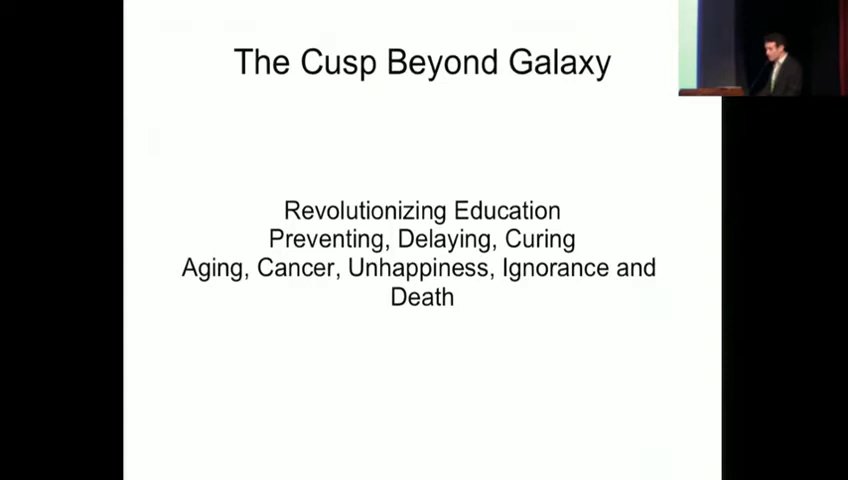 The Cusp Beyond Galaxy
Revolutionizing Education
Preventing, Delaying, Curing
Aging, Cancer, Unhappiness, Ignorance and
Death